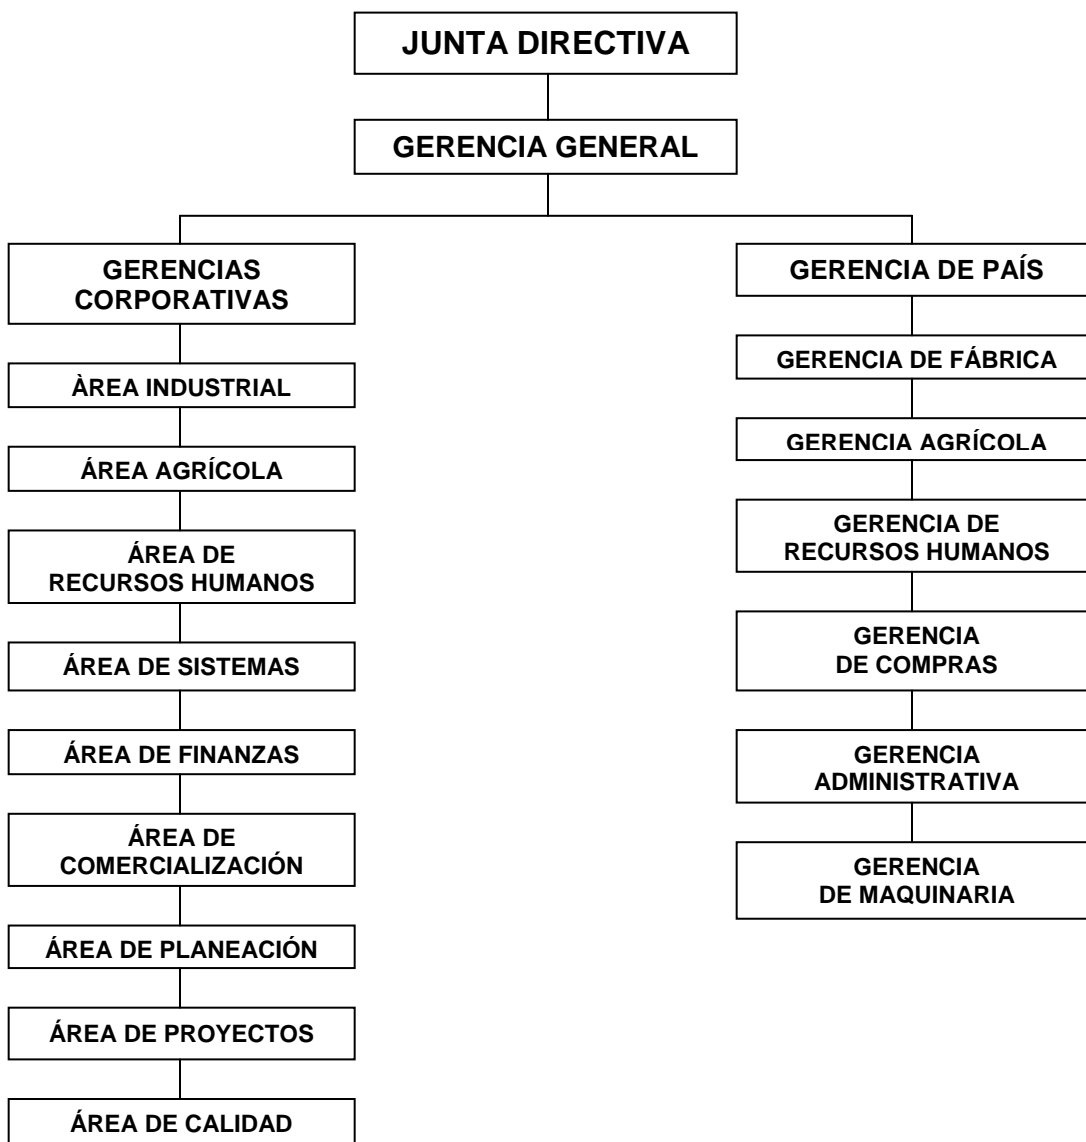 JUNTA DIRECTIVA
GERENCIA GENERAL
GERENCIAS
CORPORATIVAS
ÀREA INDUSTRIAL
ÁREA AGRÍCOLA
ÁREA DE
RECURSOS HUMANOS
ÁREA DE SISTEMAS
ÁREA DE FINANZAS
ÁREA DE
COMERCIALIZACIÓN
ÁREA DE PLANEACIÓN
ÁREA DE PROYECTOS
ÁREA DE CALIDAD
GERENCIA DE PAÍS
GERENCIA DE FÁBRICA
GERENCIA AGRÍCOLA
GERENCIA DE
RECURSOS HUMANOS
GERENCIA
DE COMPRAS
GERENCIA
ADMINISTRATIVA
GERENCIA
DE MAQUINARIA